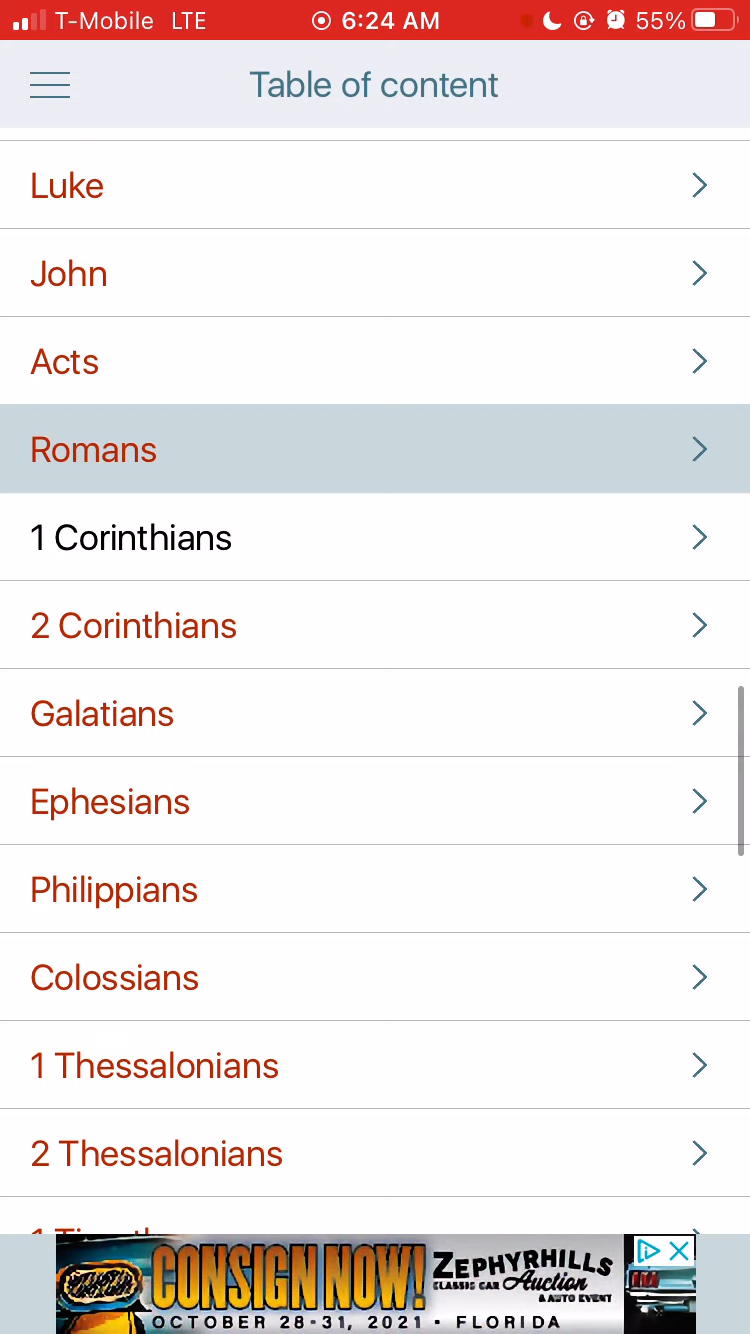 T-Mobile LTE 6:24 AM 55%
Table of content
Luke
John
Acts
Romans
1 Corinthians
2 Corinthians
Galatians
Ephesians
Philippians
Colossians
1 Thessalonians
2 Thessalonians
CONSIGN NOW! ZEPHYRHILLS
CLASSIC CAR Auction
& AUTO EVENT
OCTOBER 28-31, 2021 • FLORIDA